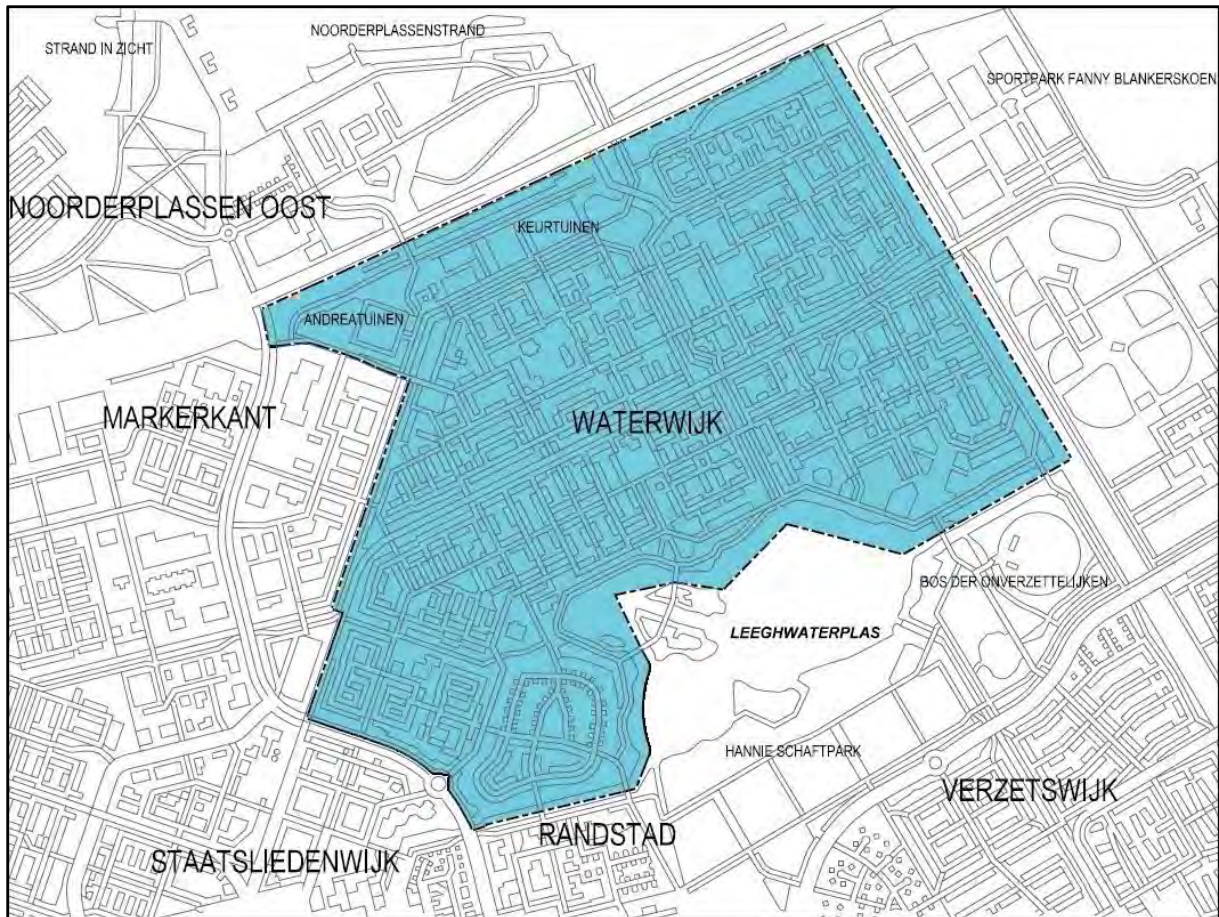 NOORDERPLASSENSTRAND
STRAND IN ZICHT
SPORTPARK FANNY BLANKERSKOEN
NOORDERPLASSEN OOST
KEURTUINEN
ANDREATUINEN
MARKERKANT
WATERWIJK
BOS DER ONVERZETTELIJKEN
LEEGHWATERPLAS
HANNIE SCHAFTPARK
VERZETSWIJK
RANDSTAD
STAATSLIEDENWIJK